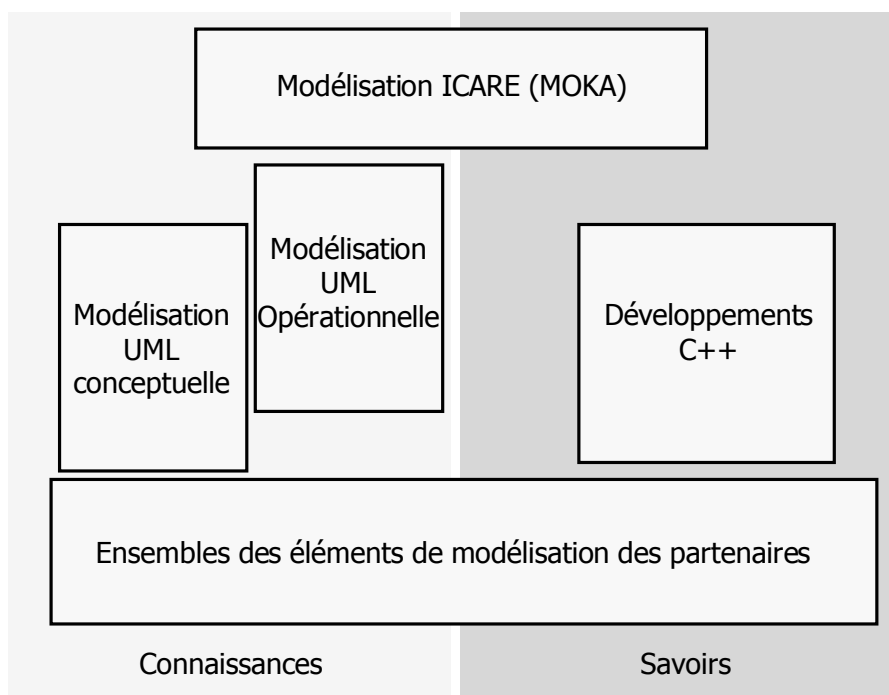 Modélisation ICARE (MOKA)
Modélisation
UML
Opérationnelle
Modélisation
UML
conceptuelle
Développements
C++
Ensembles des éléments de modélisation des partenaires
Connaissances
Savoirs